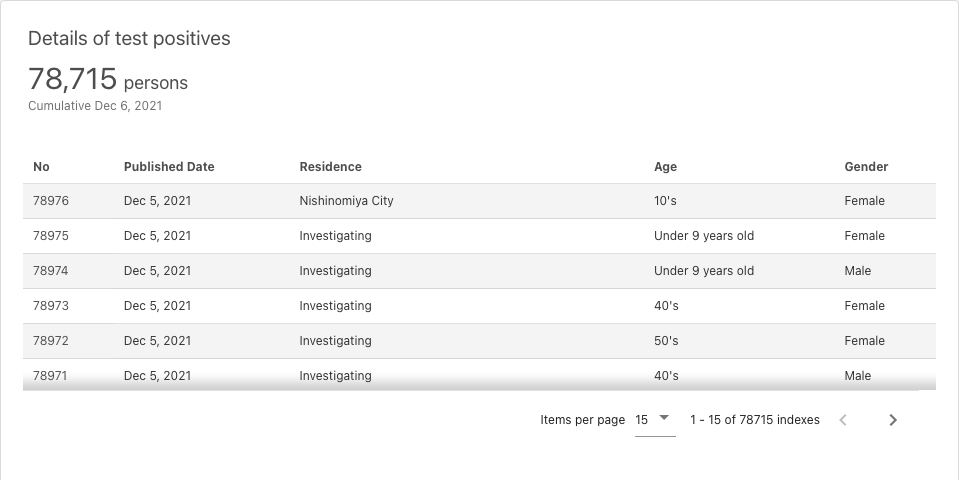 Details of test positives
78,715 persons
Cumulative Dec 6, 2021
No Published Date Residence Age Gender
78976 Dec 5, 2021 Nishinomiya City 10's Female
78975 Dec 5, 2021 Investigating Under 9 years old Female
78974 Dec 5, 2021 Investigating Under 9 years old Male
78973 Dec 5, 2021 Investigating 40's Female
78972 Dec 5, 2021 Investigating 50's Female
78971 Dec 5, 2021 Investigating 40's Male
Items per page 15 1 - 15 of 78715 indexes